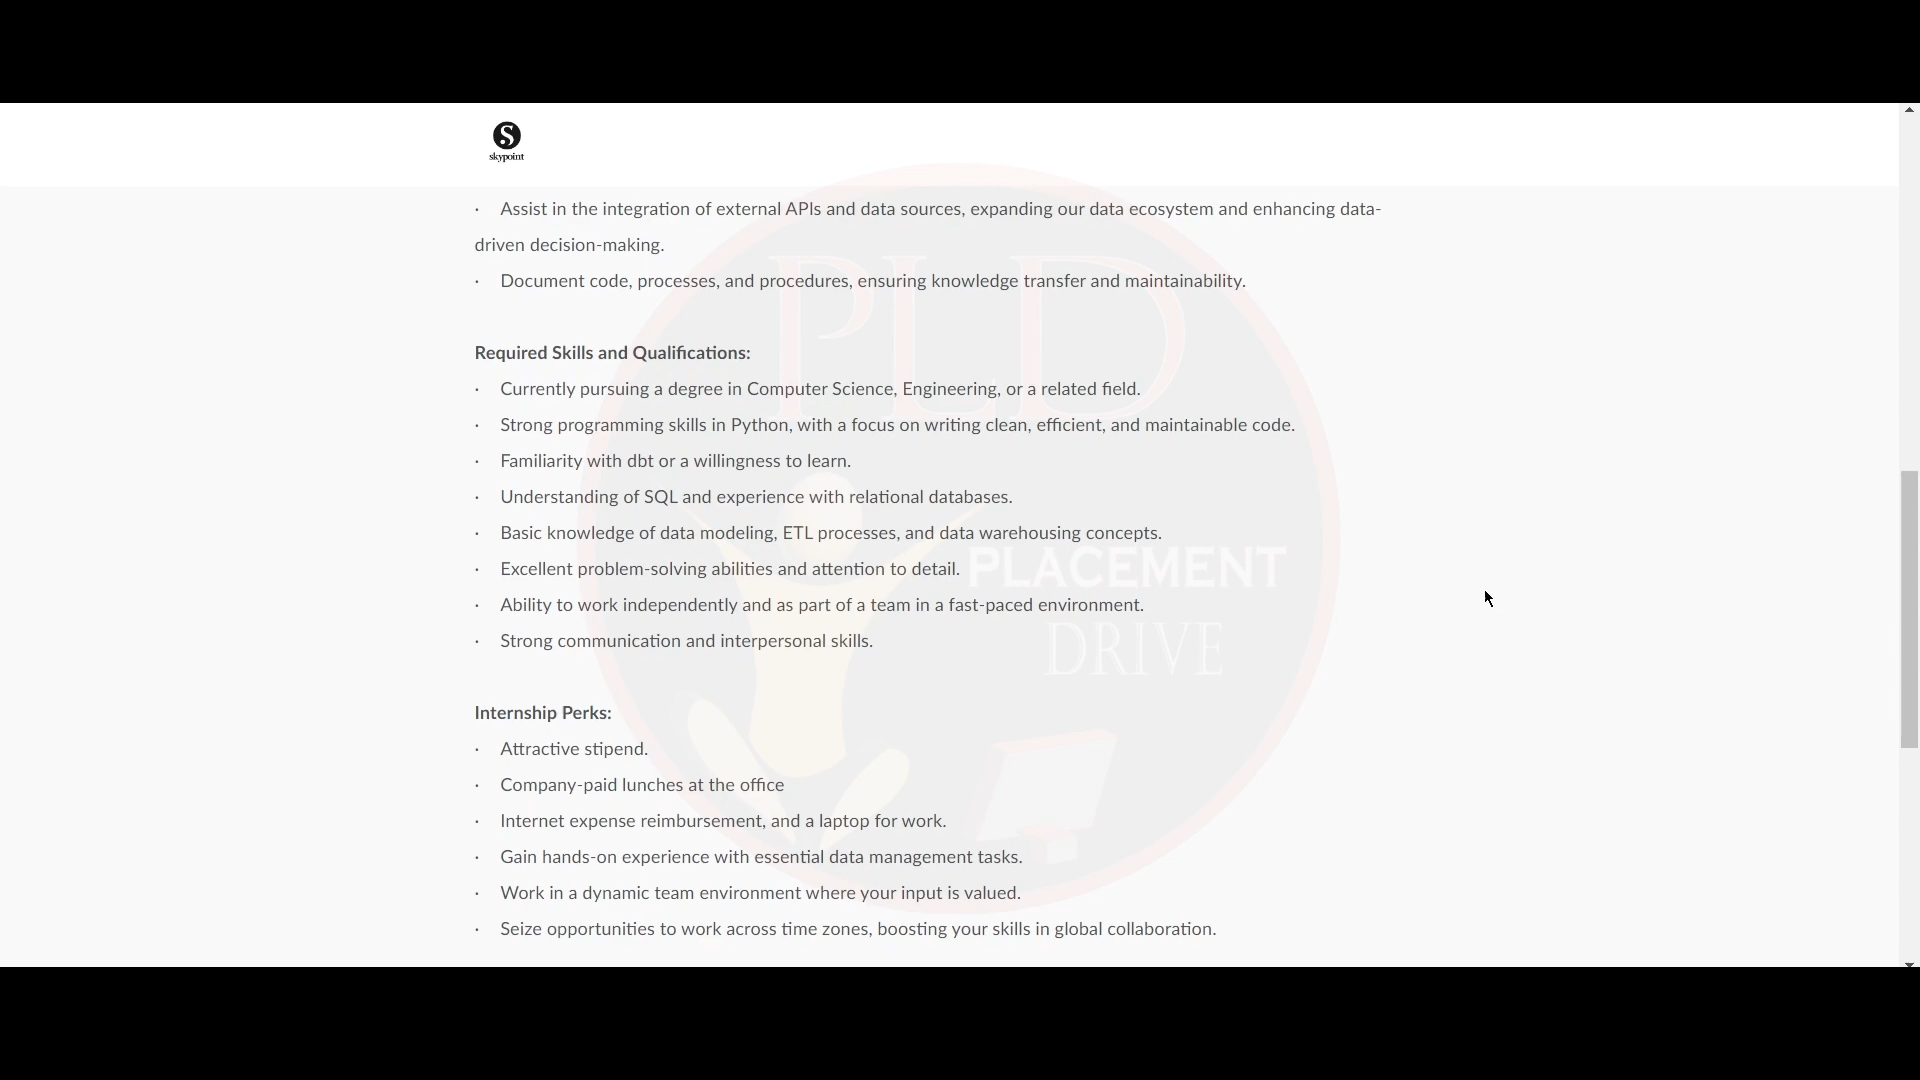 S
skypoint
· Assist in the integration of external APIs and data sources, expanding our data ecosystem and enhancing data-
driven decision-making.
· Document code, processes, and procedures, ensuring knowledge transfer and maintainability.
PLD
Required Skills and Qualifications:
· Currently pursuing a degree in Computer Science, Engineering, or a related field.
· Strong programming skills in Python, with a focus on writing clean, efficient, and maintainable code.
· Familiarity with dbt or a willingness to learn.
· Understanding of SQL and experience with relational databases.
· Basic knowledge of data modeling, ETL processes, and data warehousing concepts.
· Excellent problem-solving abilities and attention to detail.
PLACEMENT
· Ability to work independently and as part of a team in a fast-paced environment.
· Strong communication and interpersonal skills.
DRIVE
Internship Perks:
· Attractive stipend.
· Company-paid lunches at the office
· Internet expense reimbursement, and a laptop for work.
· Gain hands-on experience with essential data management tasks.
· Work in a dynamic team environment where your input is valued.
· Seize opportunities to work across time zones, boosting your skills in global collaboration.